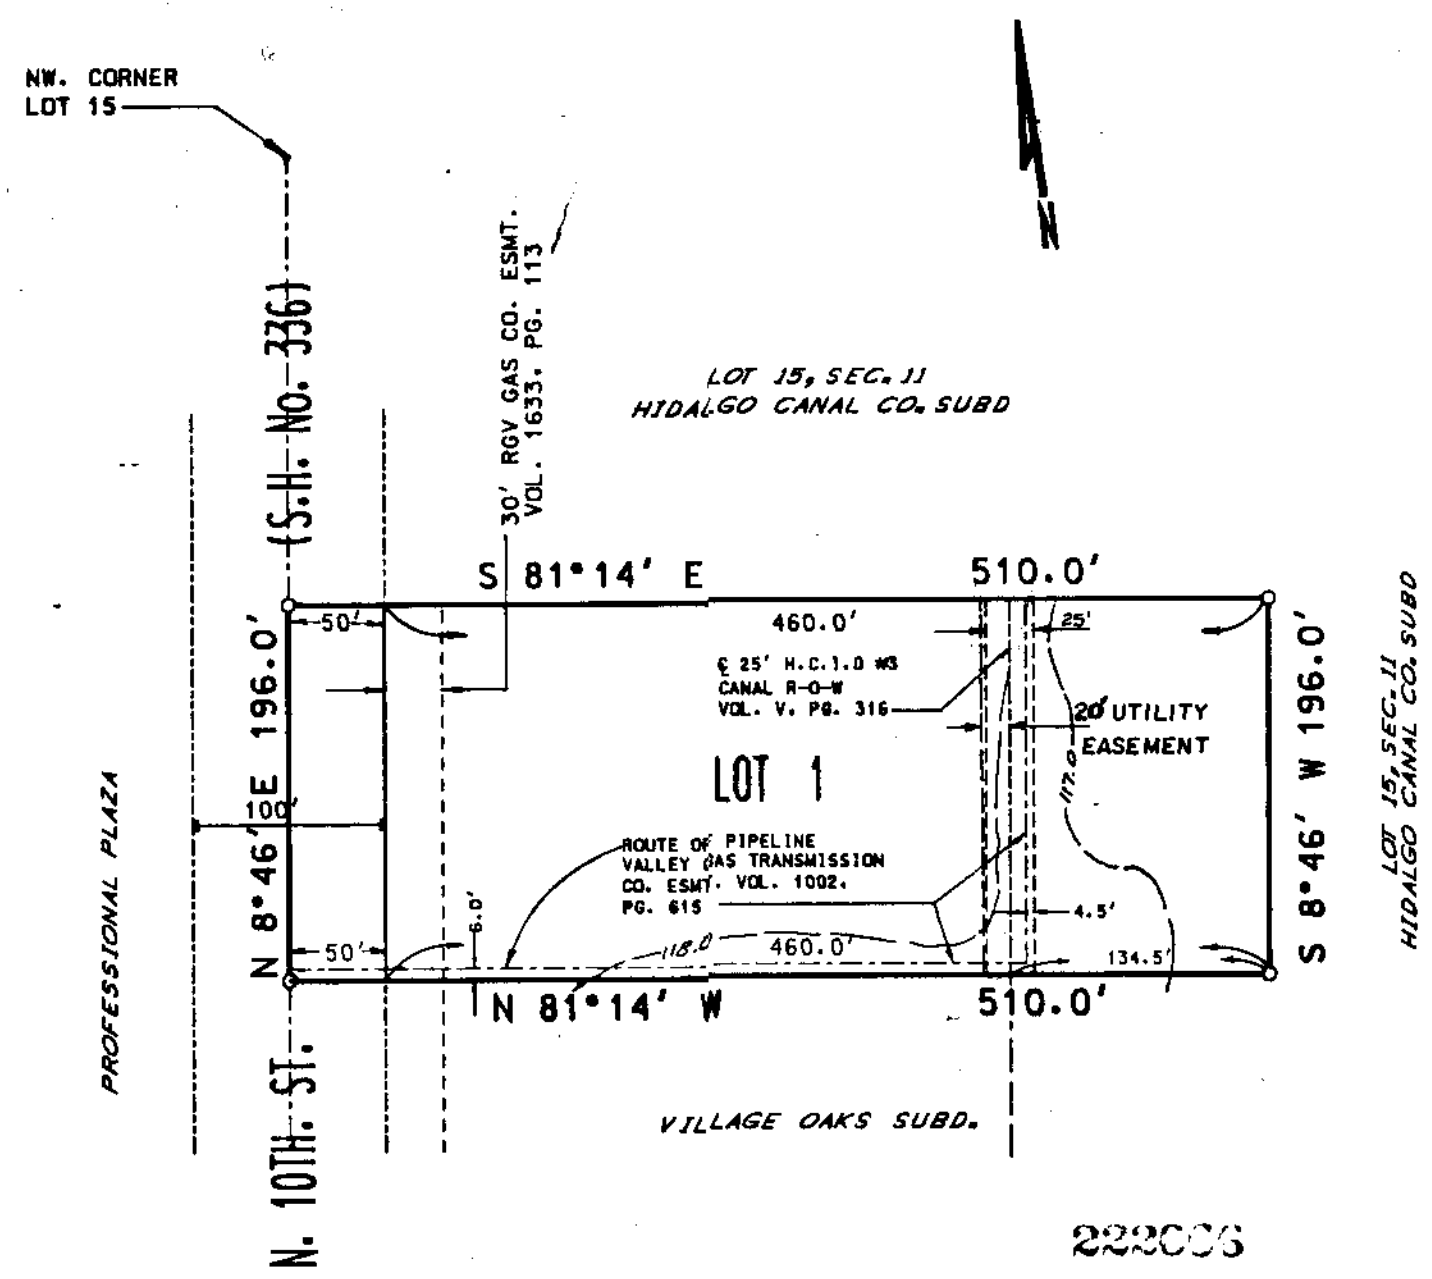 NW. CORNER
LOT 15
(S.H. No. 336)
30' RGV GAS CO. ESMT.
VOL. 1633. PG. 113
N
LOT 15, SEC. 11
HIDALGO CANAL CO. SUBD
S 81°14' E
510.0'
50'
460.0'
25'
₵ 25' H.C.I.D #3
CANAL R-O-W
VOL. V. PG. 316
20' UTILITY
EASEMENT
N 8°46' E 196.0'
S 8°46' W 196.0'
LOT 15, SEC. 11
HIDALGO CANAL CO. SUBD
LOT 1
117.0
100'
PROFESSIONAL PLAZA
ROUTE OF PIPELINE
VALLEY GAS TRANSMISSION
CO. ESMT. VOL. 1002.
PG. 615
6.0'
4.5'
50'
118.0
460.0'
134.5'
N 81°14' W
510.0'
N. 10TH. ST.
VILLAGE OAKS SUBD.